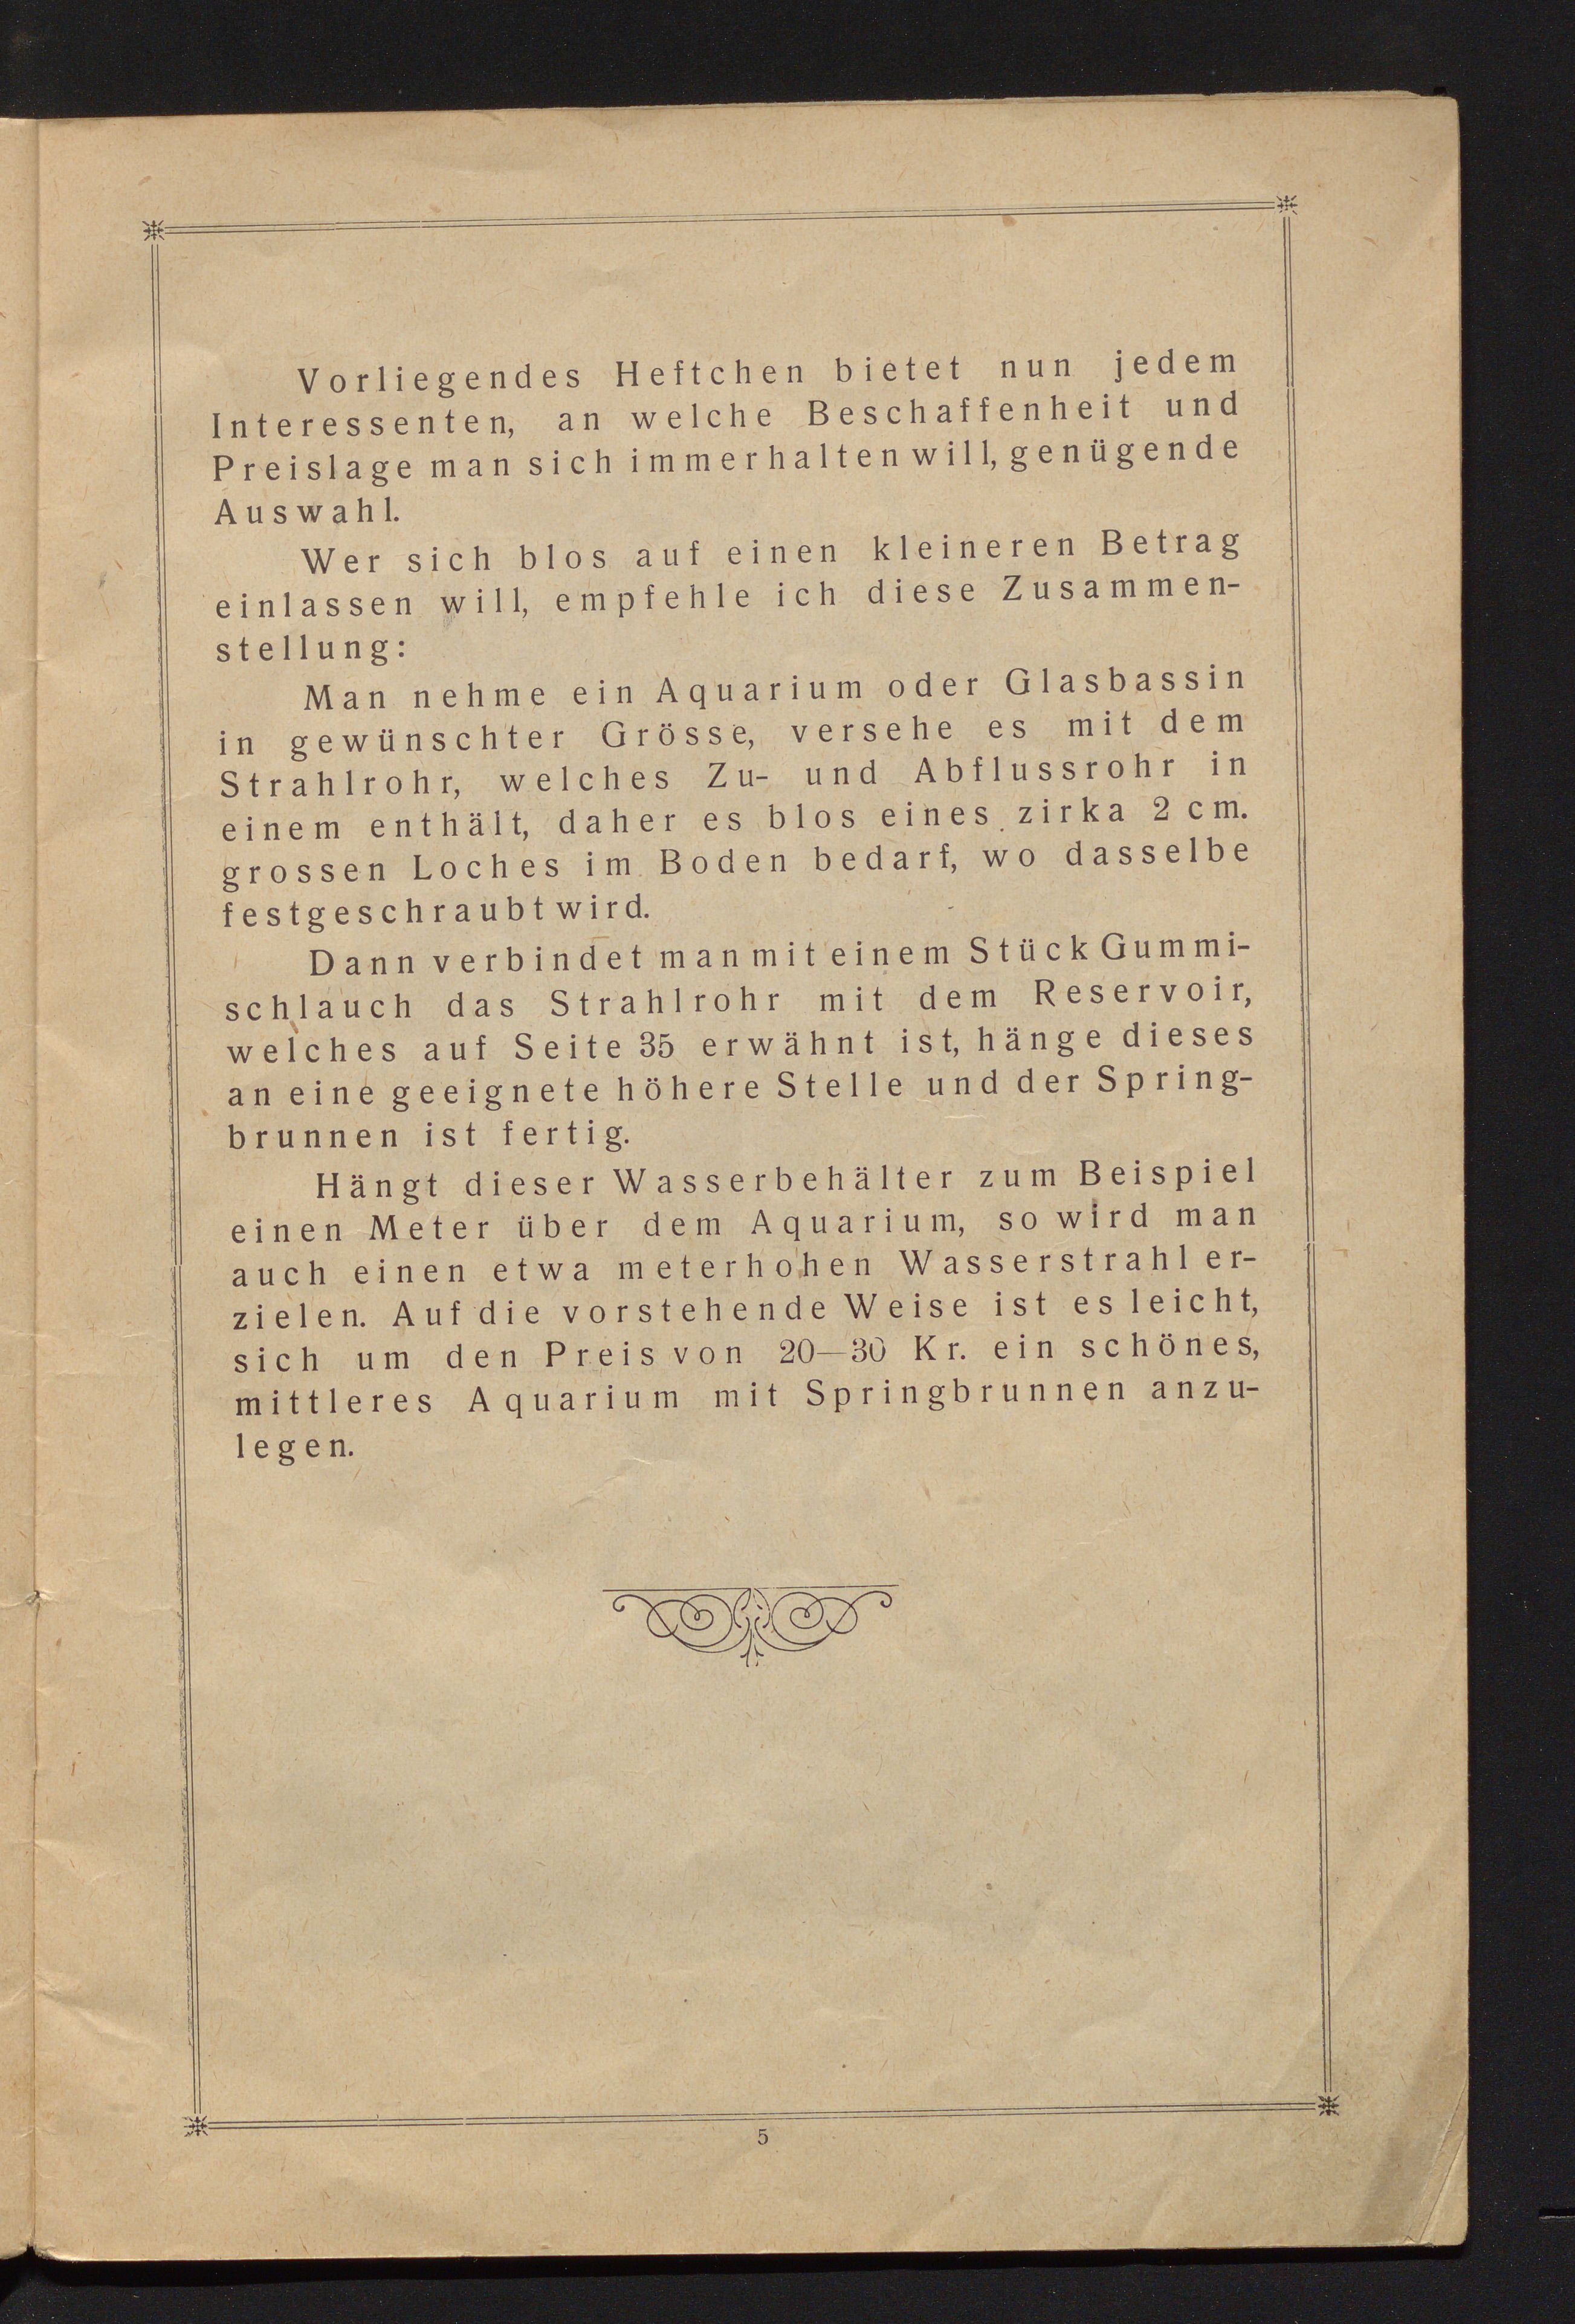 Vorliegendes Heftchen bietet nun jedem
Interessenten, an welche Beschaffenheit und
Preislage man sich immer halten will, genügende
Auswahl.
Wer sich blos auf einen kleineren Betrag
einlassen will, empfehle ich diese Zusammen-
stellung:
Man nehme ein Aquarium oder Glasbassin
in gewünschter Grösse, versehe es mit dem
Strahlrohr, welches Zu- und Abflussrohr in
einem enthält, daher es blos eines zirka 2 cm.
grossen Loches im Boden bedarf, wo dasselbe
festgeschraubt wird.
Dann verbindet man mit einem Stück Gummi-
schlauch das Strahlrohr mit dem Reservoir,
welches auf Seite 35 erwähnt ist, hänge dieses
an eine geeignete höhere Stelle und der Spring-
brunnen ist fertig.
Hängt dieser Wasserbehälter zum Beispiel
einen Meter über dem Aquarium, so wird man
auch einen etwa meterhohen Wasserstrahl er-
zielen. Auf die vorstehende Weise ist es leicht,
sich um den Preis von 20—30 Kr. ein schönes,
mittleres Aquarium mit Springbrunnen anzu-
legen.
5